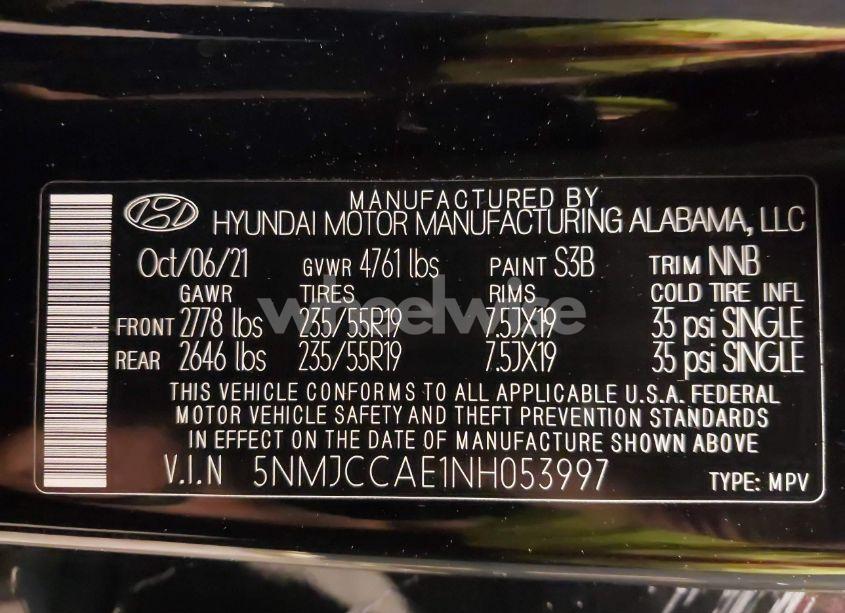 MANUFACTURED BY
HYUNDAI MOTOR MANUFACTURING ALABAMA, LLC
Oct/06/21 GVWR 4761 lbs PAINT S3B TRIM NNB
GAWR TIRES RIMS COLD TIRE INFL
wheelwise
FRONT 2778 lbs 235/55R19 7.5JX19 35 psi SINGLE
REAR 2646 lbs 235/55R19 7.5JX19 35 psi SINGLE
THIS VEHICLE CONFORMS TO ALL APPLICABLE U.S.A. FEDERAL
MOTOR VEHICLE SAFETY AND THEFT PREVENTION STANDARDS
IN EFFECT ON THE DATE OF MANUFACTURE SHOWN ABOVE
V.I.N 5NMJCCAE1NH053997 TYPE: MPV